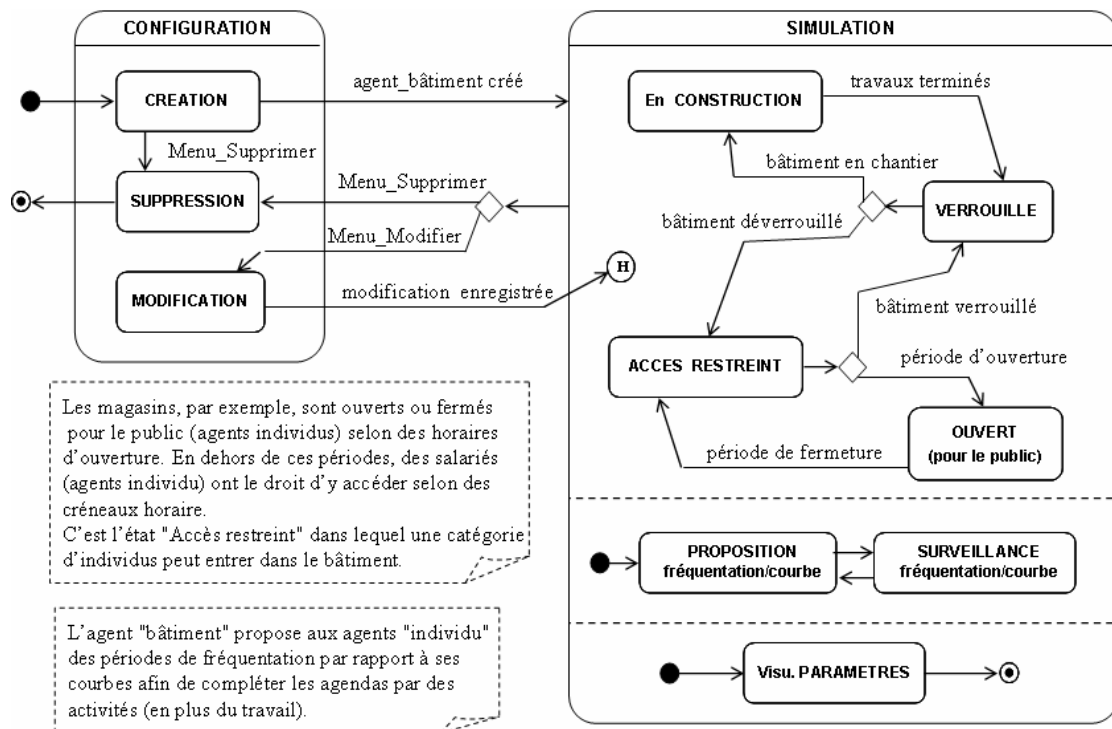 CONFIGURATION
CREATION
agent_bâtiment créé
Menu_Supprimer
SUPPRESSION
Menu_Supprimer
Menu_Modifier
MODIFICATION
modification enregistrée
H
SIMULATION
En CONSTRUCTION
travaux terminés
bâtiment en chantier
VERROUILLE
bâtiment déverrouillé
bâtiment verrouillé
ACCES RESTREINT
période d'ouverture
OUVERT
(pour le public)
période de fermeture
PROPOSITION
fréquentation/courbe
SURVEILLANCE
fréquentation/courbe
Visu. PARAMETRES
Les magasins, par exemple, sont ouverts ou fermés
pour le public (agents individus) selon des horaires
d'ouverture. En dehors de ces périodes, des salariés
(agents individu) ont le droit d'y accéder selon des
créneaux horaire.
C'est l'état "Accès restreint" dans lequel une catégorie
d'individus peut entrer dans le bâtiment.
L'agent "bâtiment" propose aux agents "individu"
des périodes de fréquentation par rapport à ses
courbes afin de compléter les agendas par des
activités (en plus du travail).